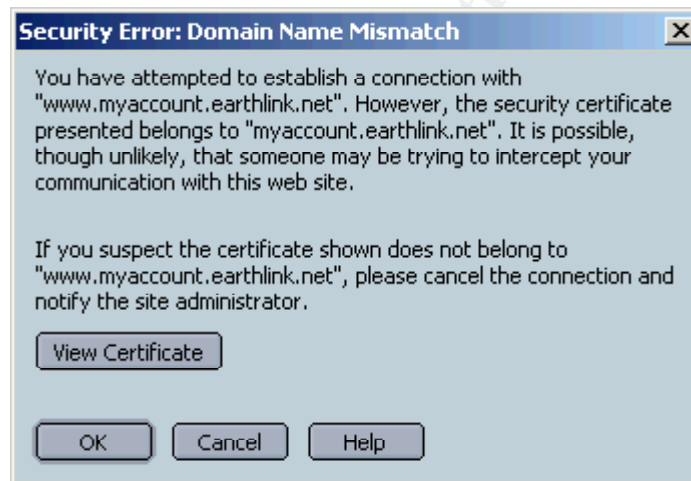 Security Error: Domain Name Mismatch
You have attempted to establish a connection with
"www.myaccount.earthlink.net". However, the security certificate
presented belongs to "myaccount.earthlink.net". It is possible,
though unlikely, that someone may be trying to intercept your
communication with this web site.
If you suspect the certificate shown does not belong to
"www.myaccount.earthlink.net", please cancel the connection and
notify the site administrator.
View Certificate
OK Cancel Help